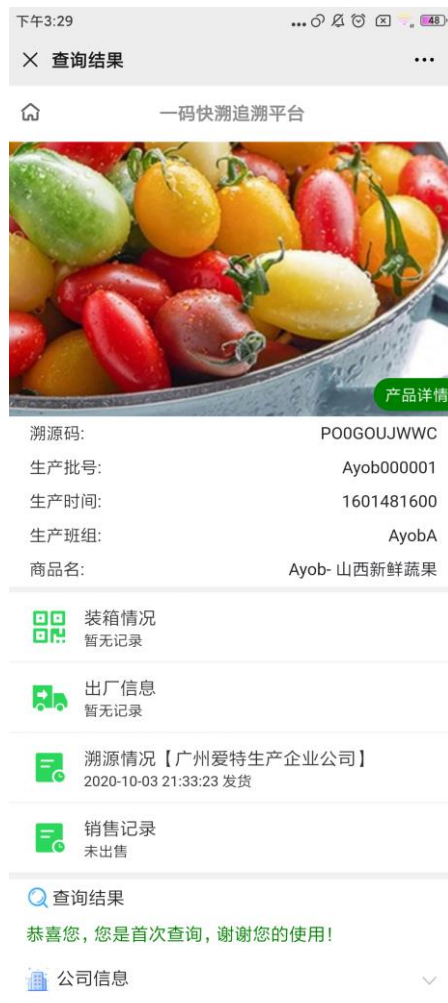 下午3:29
48
查询结果
一码快溯追溯平台
产品详情
溯源码: PO0GOUJWWC
生产批号: Ayob000001
生产时间: 1601481600
生产班组: AyobA
商品名: Ayob- 山西新鲜蔬果
装箱情况
暂无记录
出厂信息
暂无记录
溯源情况【广州爱特生产企业公司】
2020-10-03 21:33:23 发货
销售记录
未出售
查询结果
恭喜您，您是首次查询，谢谢您的使用！
公司信息